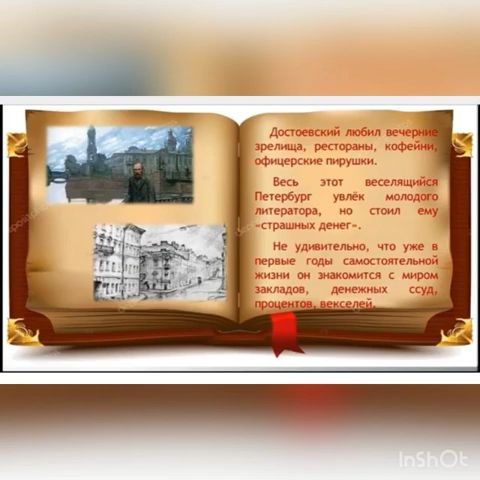 Достоевский любил вечерние
зрелища, рестораны, кофейни,
офицерские пирушки.
Весь этот веселящийся
Петербург увлёк молодого
литератора, но стоил ему
«страшных денег».
Не удивительно, что уже в
первые годы самостоятельной
жизни он знакомится с миром
закладов, денежных ссуд,
процентов, векселей.
InShOt